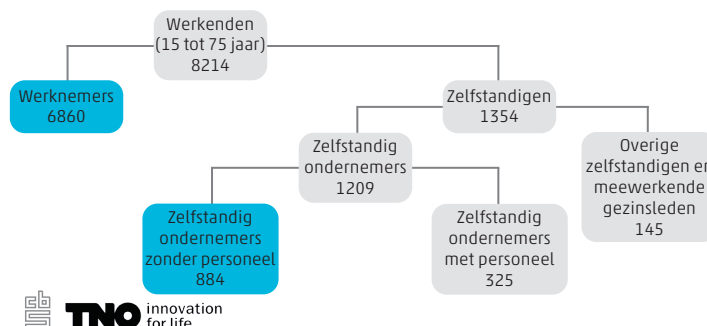 Werkenden
(15 tot 75 jaar)
8214
Werknemers
6860
Zelfstandigen
1354
Zelfstandig
ondernemers
1209
Overige
zelfstandigen en
meewerkende
gezinsleden
145
Zelfstandig
ondernemers
zonder personeel
884
Zelfstandig
ondernemers
met personeel
325
cbs
TNO innovation
for life